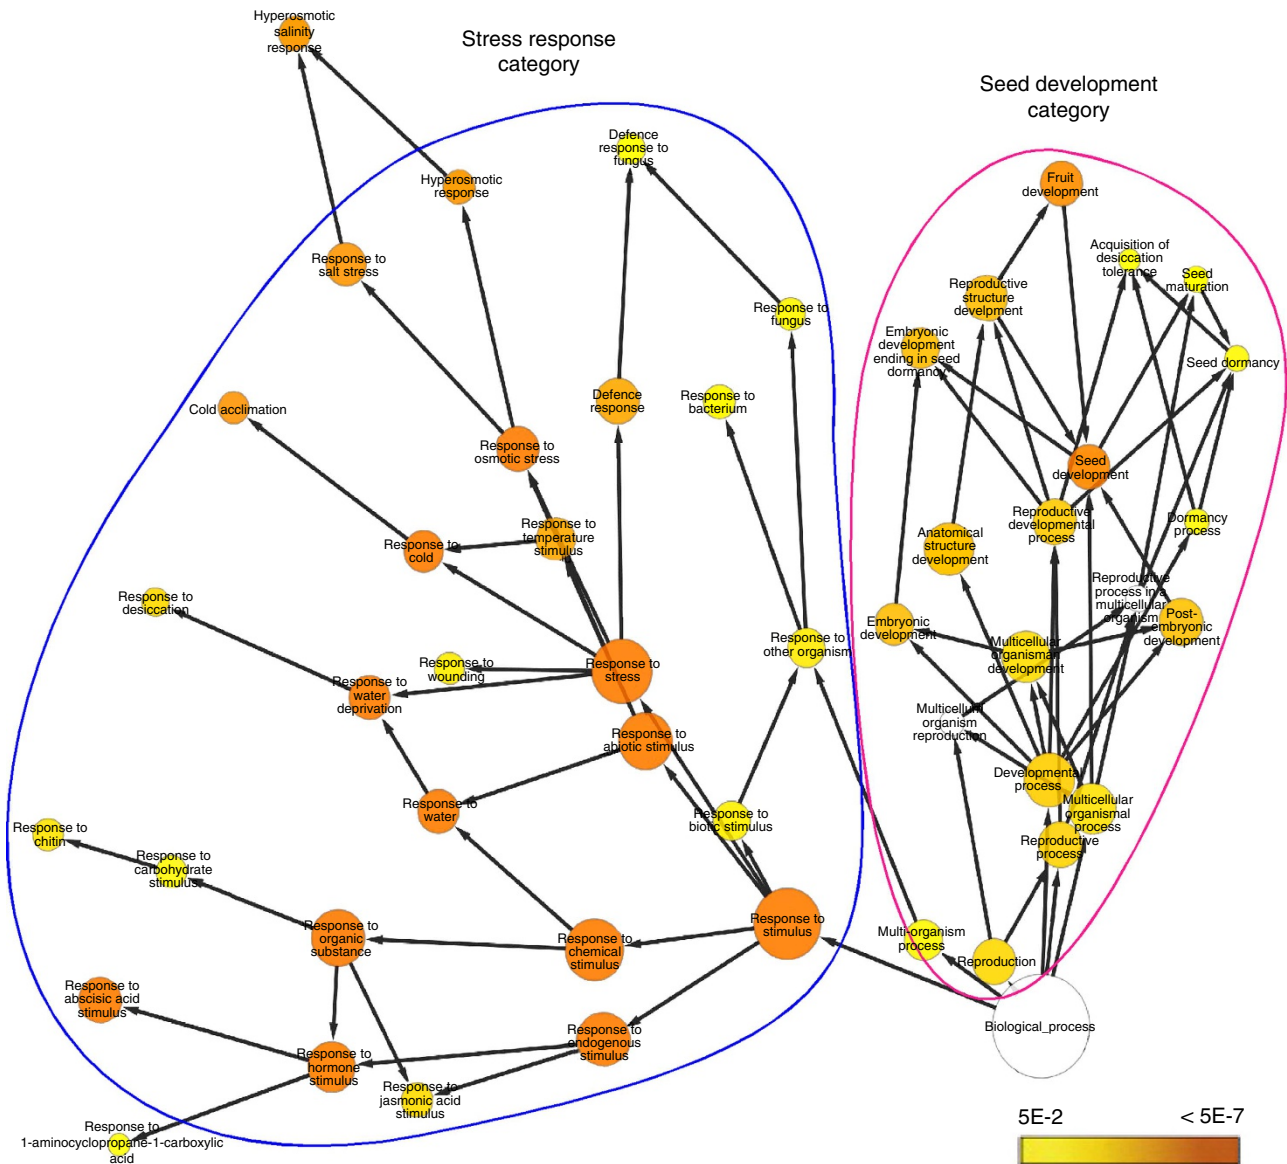 Hyperosmotic
salinity
response
Stress response
category
Seed development
category
Defence
response to
fungus
Hyperosmotic
response
Fruit
development
Response to
salt stress
Acquisition of
desiccation
tolerance
Seed
maturation
Reproductive
structure
develpment
Response to
fungus
Embryonic
development
ending in seed
dormancy
Seed dormancy
Cold acclimation
Defence
response
Response to
bacterium
Response to
osmotic stress
Seed
development
Response to
temperature
stimulus
Reproductive
developmental
process
Dormancy
process
Response to
cold
Anatomical
structure
development
Response to
desiccation
Reproductive
process in a
multicellular
organism
Post-
embryonic
development
Embryonic
development
Response to
other organism
Multicellular
organismal
development
Response to
wounding
Response to
stress
Response to
water
deprivation
Multicellular
organism
reproduction
Response to
abiotic stimulus
Developmental
process
Response to
water
Multicellular
organismal
process
Response to
biotic stimulus
Response to
chitin
Reproductive
process
Response to
carbohydrate
stimulus
Response to
organic
substance
Response to
chemical
stimulus
Response to
stimulus
Multi-organism
process
Reproduction
Response to
abscisic acid
stimulus
Biological_process
Response to
endogenous
stimulus
Response to
hormone
stimulus
Response to
jasmonic acid
stimulus
Response to
1-aminocyclopropane-1-carboxylic
acid
5E-2
< 5E-7